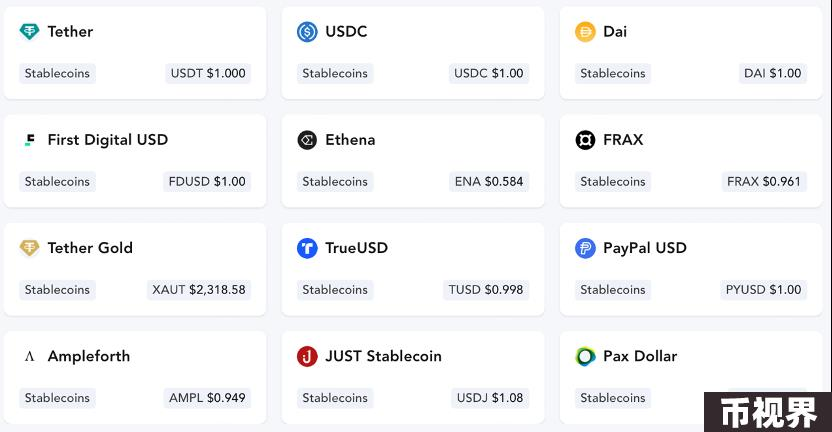 Tether
Stablecoins
USDT $1.000
USDC
Stablecoins
USDC $1.00
Dai
Stablecoins
DAI $1.00
First Digital USD
Stablecoins
FDUSD $1.00
Ethena
Stablecoins
ENA $0.584
FRAX
Stablecoins
FRAX $0.961
Tether Gold
Stablecoins
XAUT $2,318.58
TrueUSD
Stablecoins
TUSD $0.998
PayPal USD
Stablecoins
PYUSD $1.00
Ampleforth
Stablecoins
AMPL $0.949
JUST Stablecoin
Stablecoins
USDJ $1.08
Pax Dollar
Stablecoins
币视界